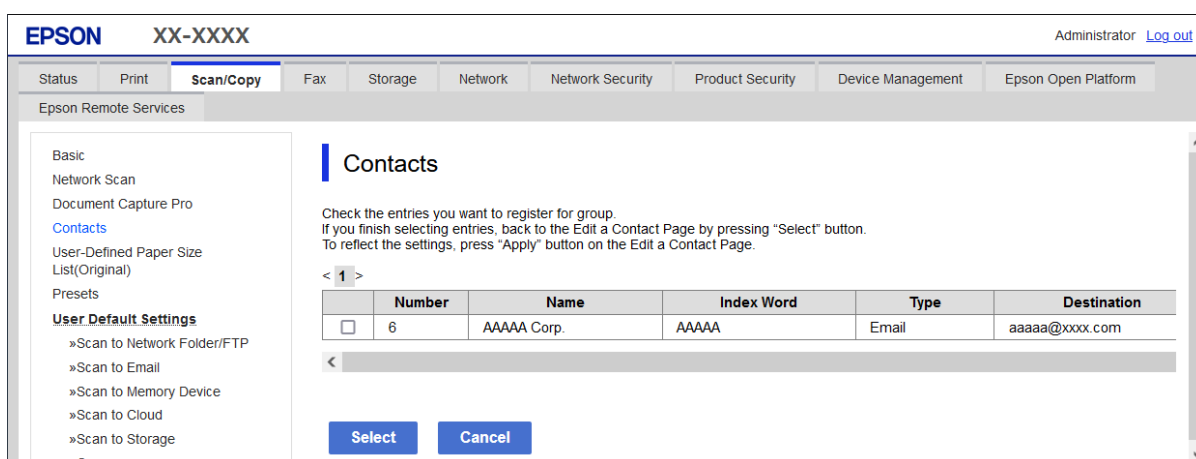 EPSON XX-XXXX Administrator Log out
Status Print Scan/Copy Fax Storage Network Network Security Product Security Device Management Epson Open Platform
Epson Remote Services
Basic
Network Scan
Document Capture Pro
Contacts
User-Defined Paper Size
List(Original)
Presets
User Default Settings
»Scan to Network Folder/FTP
»Scan to Email
»Scan to Memory Device
»Scan to Cloud
»Scan to Storage
Contacts
Check the entries you want to register for group.
If you finish selecting entries, back to the Edit a Contact Page by pressing “Select” button.
To reflect the settings, press “Apply” button on the Edit a Contact Page.
< 1 >
Number Name Index Word Type Destination
6 AAAAA Corp. AAAAA Email aaaaa@xxxx.com
Select Cancel